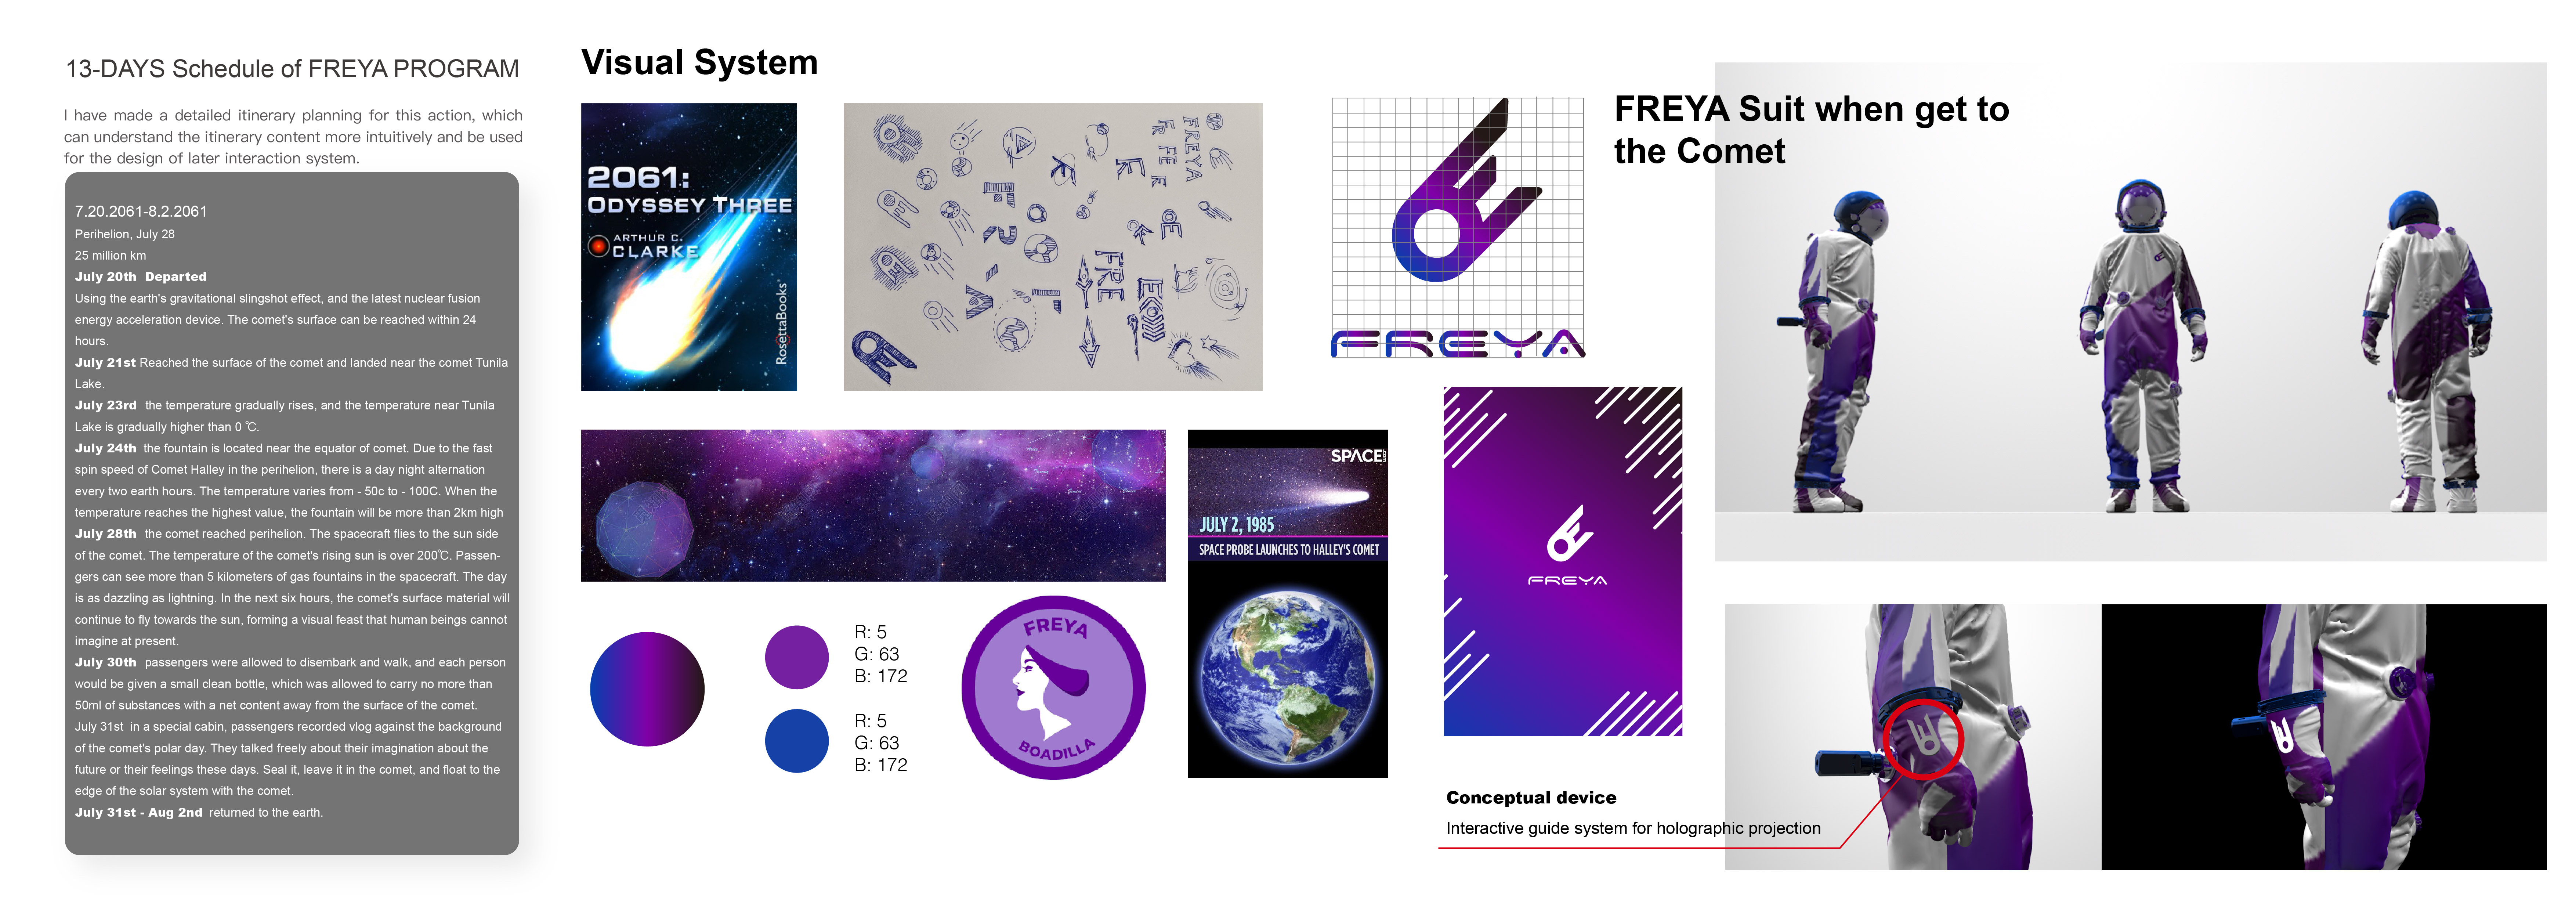 13-DAYS Schedule of FREYA PROGRAM
I have made a detailed itinerary planning for this action, which
can understand the itinerary content more intuitively and be used
for the design of later interaction system.
7.20.2061-8.2.2061
Perihelion, July 28
25 million km
July 20th Departed
Using the earth's gravitational slingshot effect, and the latest nuclear fusion
energy acceleration device. The comet's surface can be reached within 24
hours.
July 21st Reached the surface of the comet and landed near the comet Tunila
Lake.
July 23rd the temperature gradually rises, and the temperature near Tunila
Lake is gradually higher than 0 ℃.
July 24th the fountain is located near the equator of comet. Due to the fast
spin speed of Comet Halley in the perihelion, there is a day night alternation
every two earth hours. The temperature varies from - 50c to - 100C. When the
temperature reaches the highest value, the fountain will be more than 2km high
July 28th the comet reached perihelion. The spacecraft flies to the sun side
of the comet. The temperature of the comet's rising sun is over 200℃. Passen-
gers can see more than 5 kilometers of gas fountains in the spacecraft. The day
is as dazzling as lightning. In the next six hours, the comet's surface material will
continue to fly towards the sun, forming a visual feast that human beings cannot
imagine at present.
July 30th passengers were allowed to disembark and walk, and each person
would be given a small clean bottle, which was allowed to carry no more than
50ml of substances with a net content away from the surface of the comet.
July 31st in a special cabin, passengers recorded vlog against the background
of the comet's polar day. They talked freely about their imagination about the
future or their feelings these days. Seal it, leave it in the comet, and float to the
edge of the solar system with the comet.
July 31st - Aug 2nd returned to the earth.
Visual System
2061:
ODYSSEY THREE
ARTHUR C.
CLARKE
RosettaBooks
FREYA
FRE
FREYA
R: 5
G: 63
B: 172
R: 5
G: 63
B: 172
FREYA
BOADILLA
SPACE
JULY 2, 1985
SPACE PROBE LAUNCHES TO HALLEY'S COMET
FREYA
FREYA Suit when get to
the Comet
Conceptual device
Interactive guide system for holographic projection